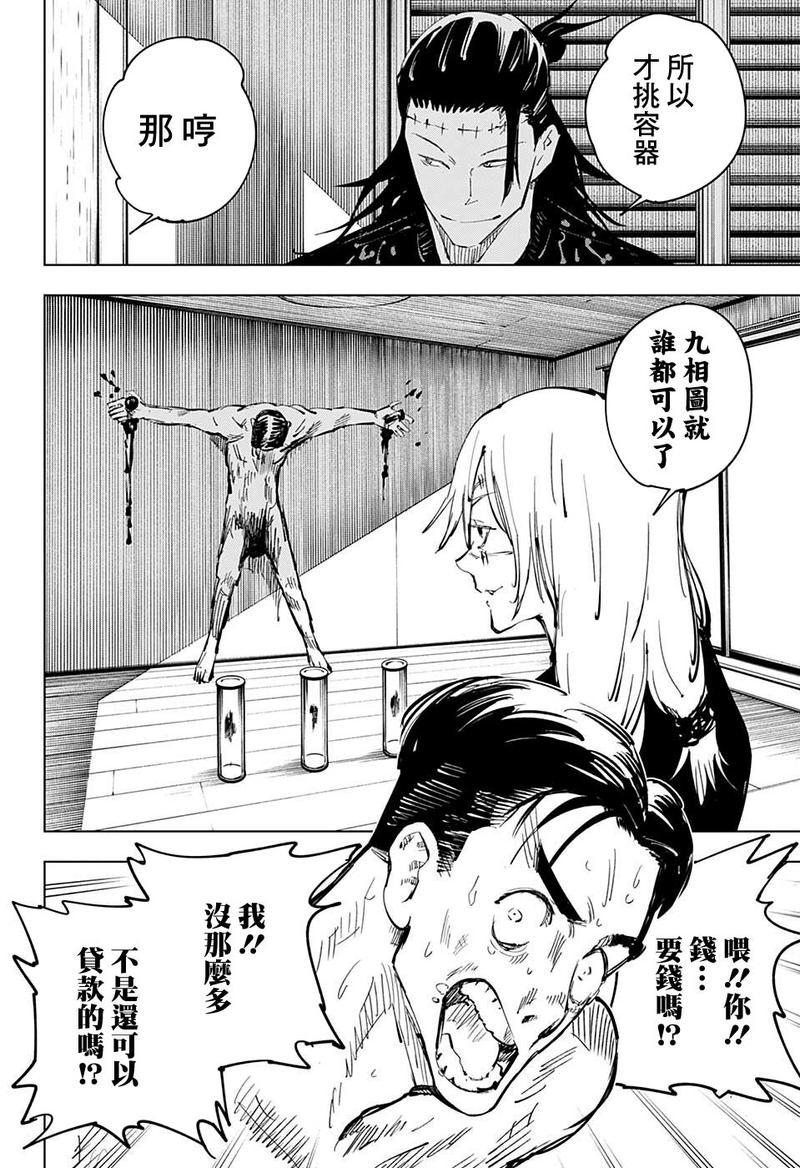 所以
才挑容器
那哼
九相圖就
誰都可以了
喂!!你!!
錢…
要錢嗎!?
我!!
沒那麼多
不是還可以
貸款的嗎!?